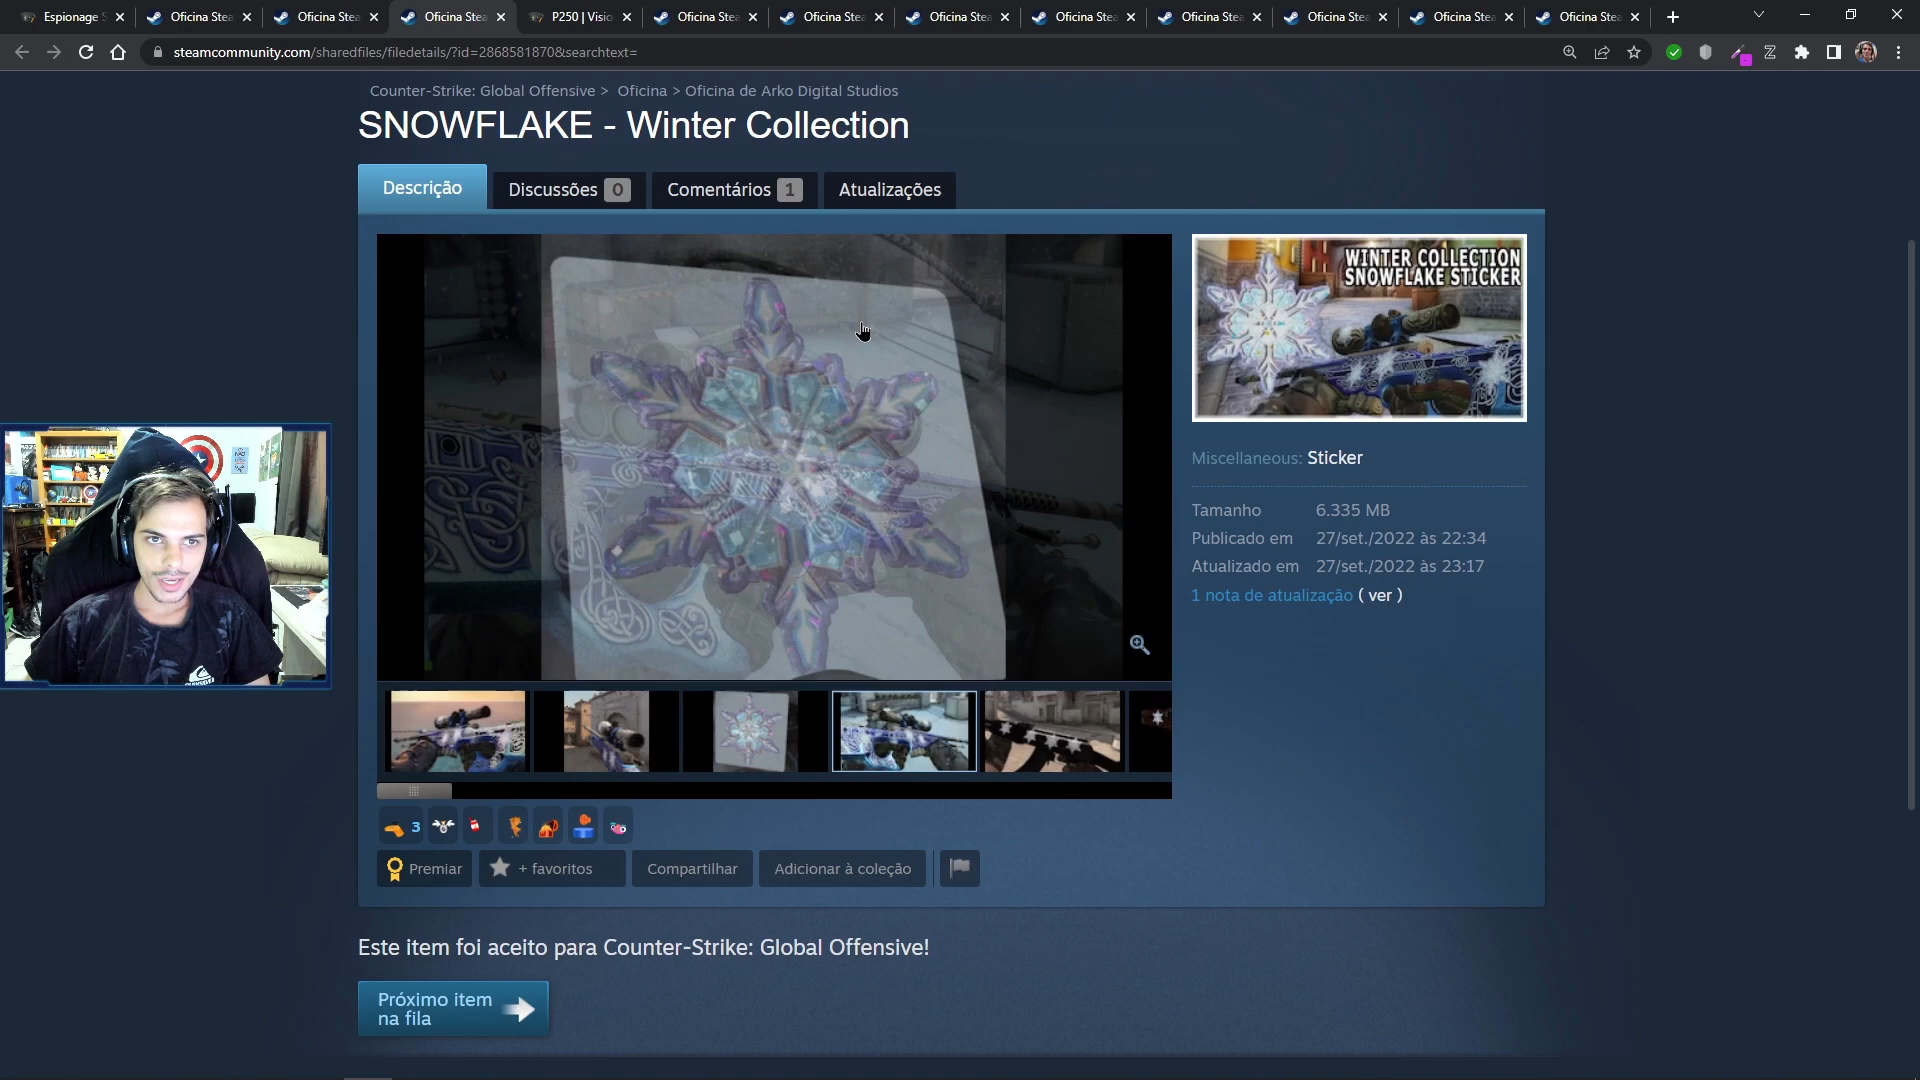 Espionage S
Oficina Stea
Oficina Stea
Oficina Stea
P250 | Visio
Oficina Stea
Oficina Stea
Oficina Stea
Oficina Stea
Oficina Stea
Oficina Stea
Oficina Stea
Oficina Stea
steamcommunity.com/sharedfiles/filedetails/?id=2868581870&searchtext=
Counter-Strike: Global Offensive > Oficina > Oficina de Arko Digital Studios
SNOWFLAKE - Winter Collection
Descrição
Discussões 0
Comentários 1
Atualizações
WINTER COLLECTION
SNOWFLAKE STICKER
Miscellaneous: Sticker
Tamanho 6.335 MB
Publicado em 27/set./2022 às 22:34
Atualizado em 27/set./2022 às 23:17
1 nota de atualização ( ver )
3
Premiar
+ favoritos
Compartilhar
Adicionar à coleção
Este item foi aceito para Counter-Strike: Global Offensive!
Próximo item
na fila